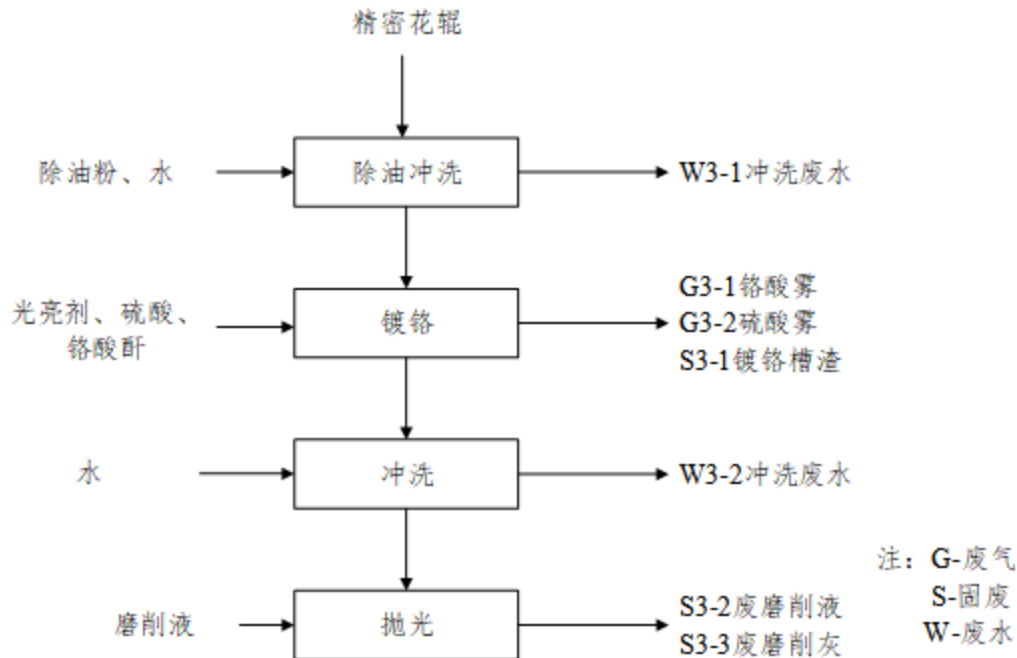 精密花辊
除油粉、水
除油冲洗
W3-1冲洗废水
光亮剂、硫酸、
铬酸酐
镀铬
G3-1铬酸雾
G3-2硫酸雾
S3-1镀铬槽渣
水
冲洗
W3-2冲洗废水
磨削液
抛光
S3-2废磨削液
S3-3废磨削灰
注：G-废气
S-固废
W-废水